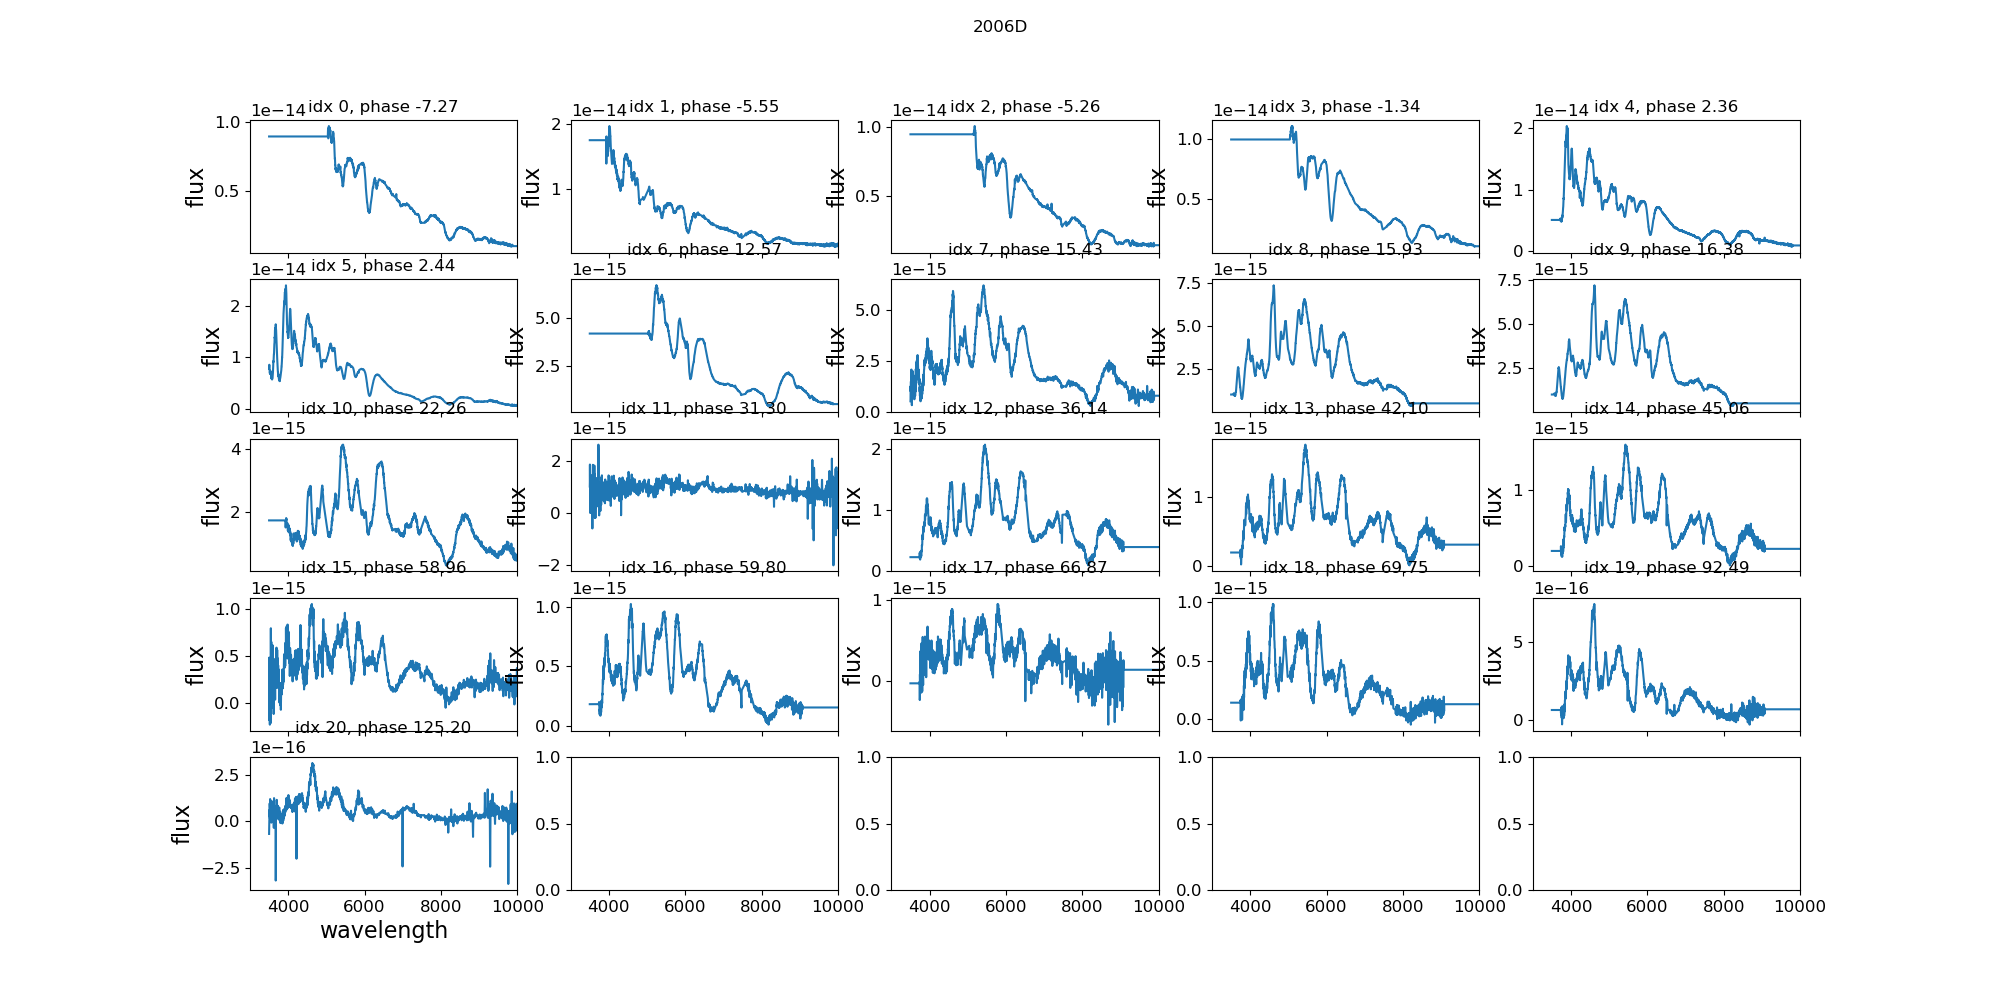 2006D
1e−14 idx 0, phase -7.27
1e−14 idx 1, phase -5.55
1e−14 idx 2, phase -5.26
1e−14 idx 3, phase -1.34
1e−14 idx 4, phase 2.36
flux 1.0 0.5
flux 2 1
flux 1.0 0.5
flux 1.0 0.5
flux 2 1 0
1e−14 idx 5, phase 2.44
1e−15 idx 6, phase 12.57
1e−15 idx 7, phase 15.43
1e−15 idx 8, phase 15.93
1e−15 idx 9, phase 16.38
flux 2 1 0
flux 5.0 2.5
flux 5.0 2.5 0.0
flux 7.5 5.0 2.5
flux 7.5 5.0 2.5
1e−15 idx 10, phase 22.26
1e−15 idx 11, phase 31.30
1e−15 idx 12, phase 36.14
1e−15 idx 13, phase 42.10
1e−15 idx 14, phase 45.06
flux 4 2
flux 2 0 −2
flux 2 1 0
flux 1 0
flux 1 0
1e−15 idx 15, phase 58.96
1e−15 idx 16, phase 59.80
1e−15 idx 17, phase 66.87
1e−15 idx 18, phase 69.75
1e−16 idx 19, phase 92.49
flux 1.0 0.5 0.0
flux 1.0 0.5 0.0
flux 1 0
flux 1.0 0.5 0.0
flux 5 0
1e−16 idx 20, phase 125.20
flux 2.5 0.0 −2.5
1.0 0.5 0.0
1.0 0.5 0.0
1.0 0.5 0.0
1.0 0.5 0.0
4000 6000 8000 10000
4000 6000 8000 10000
4000 6000 8000 10000
4000 6000 8000 10000
4000 6000 8000 10000
wavelength